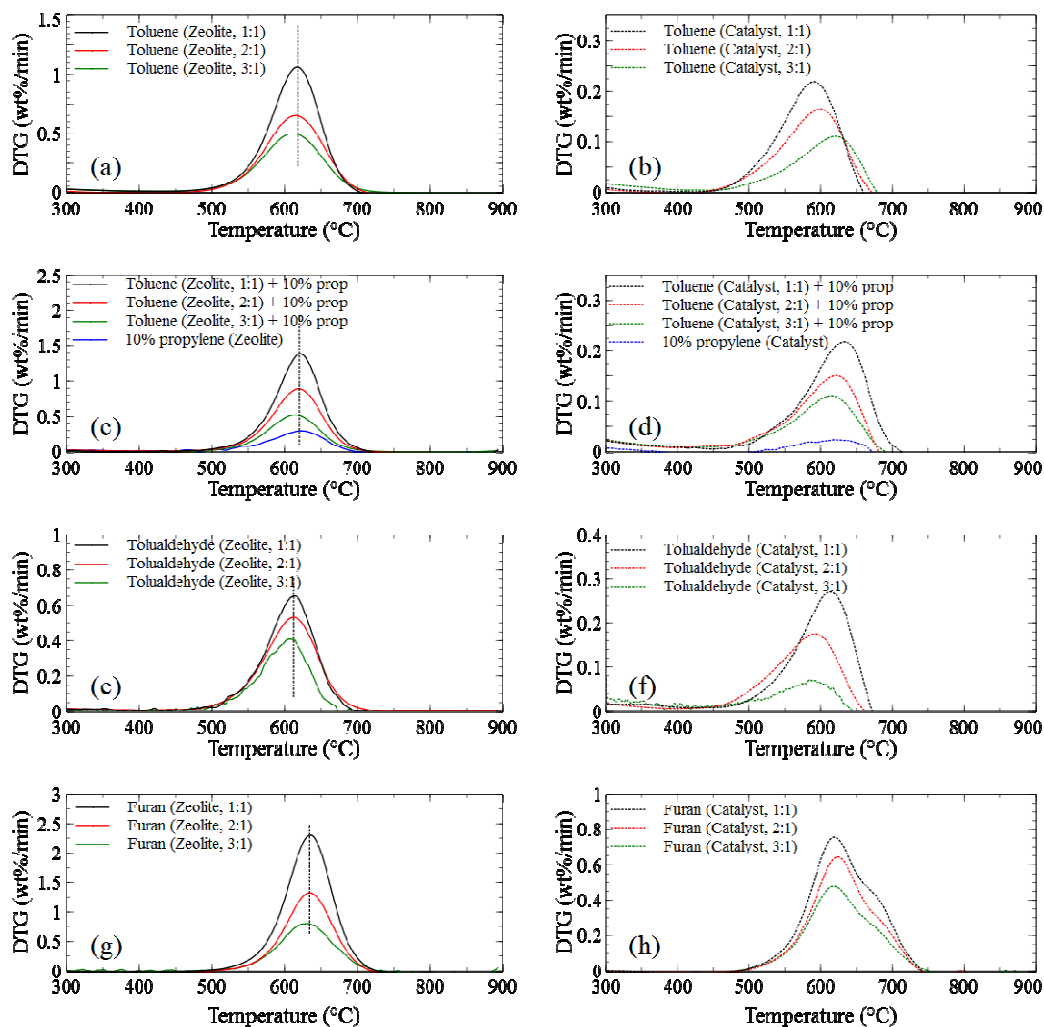 Toluene (Zeolite, 1:1)
Toluene (Zeolite, 2:1)
Toluene (Zeolite, 3:1)
1.5
1
0.5
0
DTG (wt%/min)
(a)
300 400 500 600 700 800 900
Temperature (°C)
Toluene (Catalyst, 1:1)
Toluene (Catalyst, 2:1)
Toluene (Catalyst, 3:1)
0.3
0.2
0.1
0
DTG (wt%/min)
(b)
300 400 500 600 700 800 900
Temperature (°C)
Toluene (Zeolite, 1:1) + 10% prop
Toluene (Zeolite, 2:1) + 10% prop
Toluene (Zeolite, 3:1) + 10% prop
10% propylene (Zeolite)
2.5
2
1.5
1
0.5
0
DTG (wt%/min)
(c)
300 400 500 600 700 800 900
Temperature (°C)
Toluene (Catalyst, 1:1) + 10% prop
Toluene (Catalyst, 2:1) + 10% prop
Toluene (Catalyst, 3:1) + 10% prop
10% propylene (Catalyst)
0.3
0.2
0.1
0
DTG (wt%/min)
(d)
300 400 500 600 700 800 900
Temperature (°C)
Tolualdehyde (Zeolite, 1:1)
Tolualdehyde (Zeolite, 2:1)
Tolualdehyde (Zeolite, 3:1)
1
0.8
0.6
0.4
0.2
0
DTG (wt%/min)
(e)
300 400 500 600 700 800 900
Temperature (°C)
Tolualdehyde (Catalyst, 1:1)
Tolualdehyde (Catalyst, 2:1)
Tolualdehyde (Catalyst, 3:1)
0.4
0.3
0.2
0.1
0
DTG (wt%/min)
(f)
300 400 500 600 700 800 900
Temperature (°C)
Furan (Zeolite, 1:1)
Furan (Zeolite, 2:1)
Furan (Zeolite, 3:1)
3
2.5
2
1.5
1
0.5
0
DTG (wt%/min)
(g)
300 400 500 600 700 800 900
Temperature (°C)
Furan (Catalyst, 1:1)
Furan (Catalyst, 2:1)
Furan (Catalyst, 3:1)
1
0.8
0.6
0.4
0.2
0
DTG (wt%/min)
(h)
300 400 500 600 700 800 900
Temperature (°C)